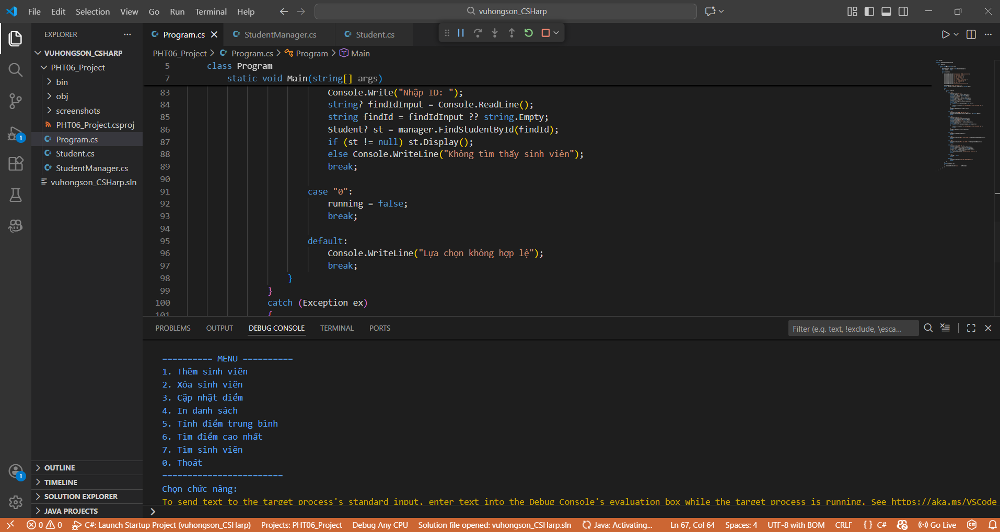 File Edit Selection View Go Run Terminal Help
vuhongson_CSHarp
EXPLORER
Program.cs
StudentManager.cs
Student.cs
VUHONGSON_CSHARP
PHT06_Project
bin
obj
screenshots
PHT06_Project.csproj
Program.cs
Student.cs
StudentManager.cs
vuhongson_CSHarp.sln
OUTLINE
TIMELINE
SOLUTION EXPLORER
JAVA PROJECTS
1
1
PHT06_Project > Program.cs > Program > Main
5 class Program
7 static void Main(string[] args)
83 Console.Write("Nhập ID: ");
84 string? findIdInput = Console.ReadLine();
85 string findId = findIdInput ?? string.Empty;
86 Student? st = manager.FindStudentById(findId);
87 if (st != null) st.Display();
88 else Console.WriteLine("Không tìm thấy sinh viên");
89 break;
90
91 case "0":
92 running = false;
93 break;
94
95 default:
96 Console.WriteLine("Lựa chọn không hợp lệ");
97 break;
98 }
99 }
100 catch (Exception ex)
101 {
PROBLEMS OUTPUT DEBUG CONSOLE TERMINAL PORTS
Filter (e.g. text, !exclude, \esca...
========== MENU ==========
1. Thêm sinh viên
2. Xóa sinh viên
3. Cập nhật điểm
4. In danh sách
5. Tính điểm trung bình
6. Tìm điểm cao nhất
7. Tìm sinh viên
0. Thoát
========================
Chọn chức năng:
To send text to the target process's standard input, enter text into the Debug Console's evaluation box while the target process is running. See https://aka.ms/VSCode
0 0 C#: Launch Startup Project (vuhongson_CSHarp) Projects: PHT06_Project Debug Any CPU Solution file opened: vuhongson_CSHarp.sln Java: Activating... Ln 67, Col 64 Spaces: 4 UTF-8 with BOM CRLF { } C# Go Live